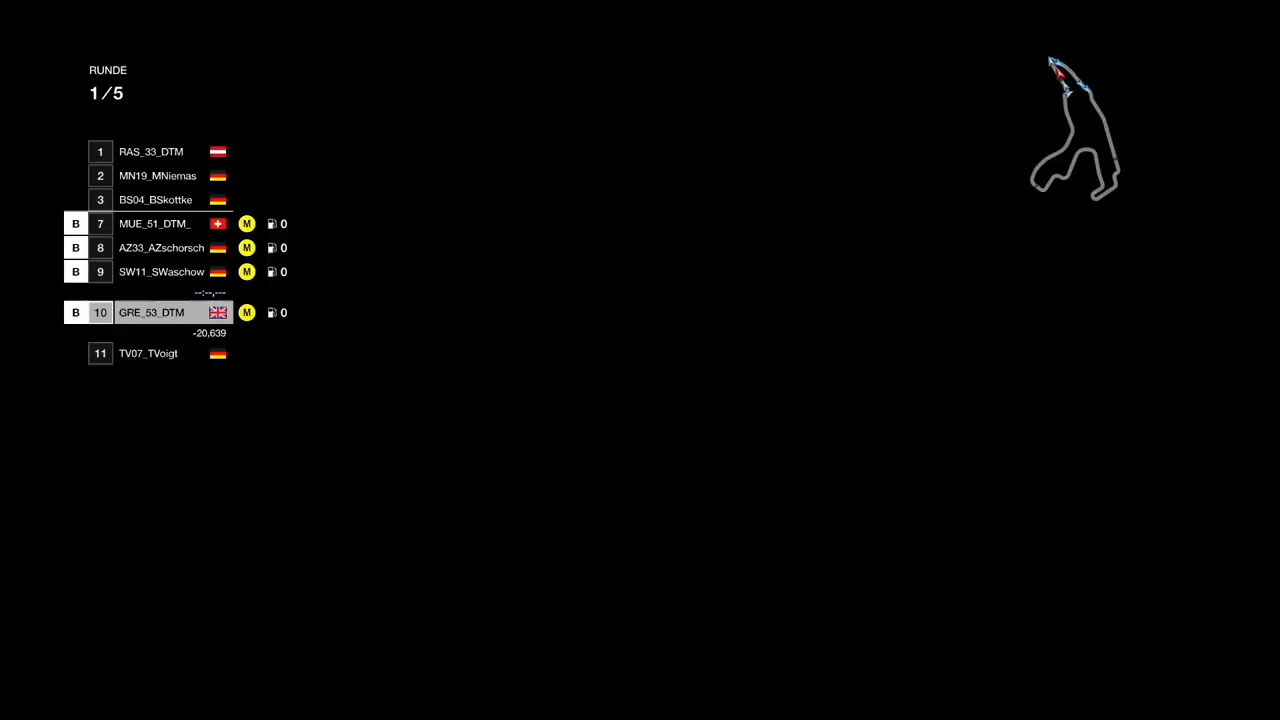 RUNDE
1/5
1 RAS_33_DTM
2 MN19_MNiemas
3 BS04_BSkottke
B 7 MUE_51_DTM_ M 0
B 8 AZ33_AZschorsch M 0
B 9 SW11_SWaschow M 0
--:--,---
B 10 GRE_53_DTM M 0
-20,639
11 TV07_TVoigt